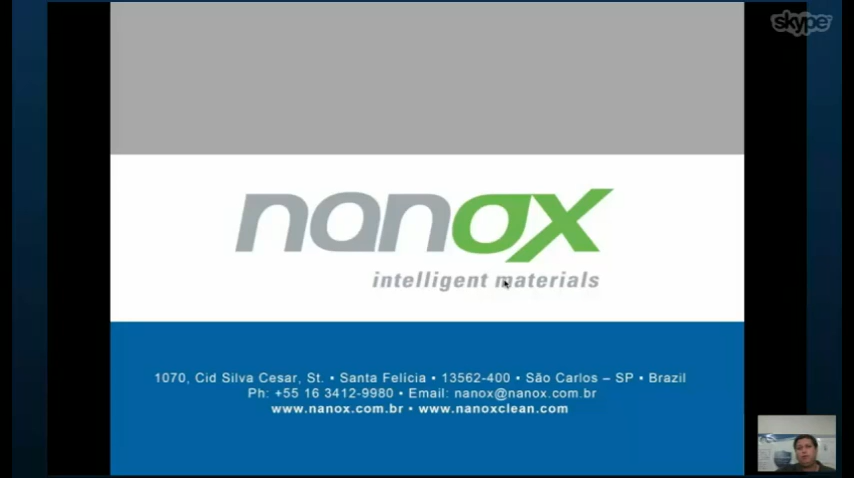 skype
nanox
intelligent materials
1070, Cid Silva Cesar, St. • Santa Felícia • 13562-400 • São Carlos – SP • Brazil
Ph: +55 16 3412-9980 • Email: nanox@nanox.com.br
www.nanox.com.br • www.nanoxclean.com